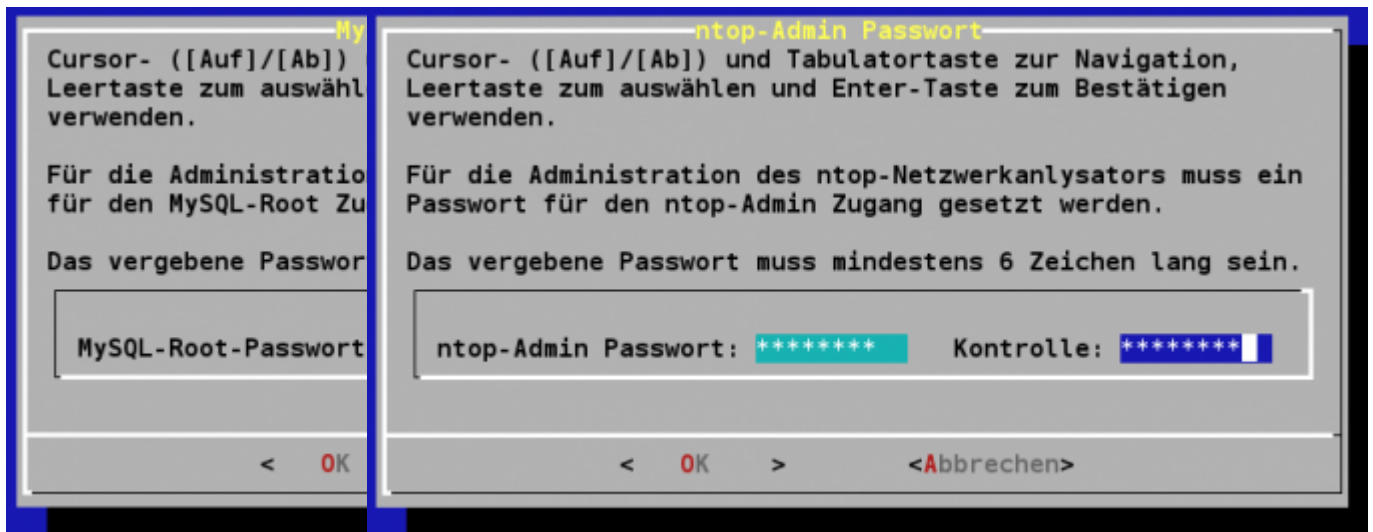 My
Cursor- ([Auf]/[Ab])
Leertaste zum auswähl
verwenden.
Für die Administratio
für den MySQL-Root Zu
Das vergebene Passwor
MySQL-Root-Passwort
< OK
ntop-Admin Passwort
Cursor- ([Auf]/[Ab]) und Tabulatortaste zur Navigation,
Leertaste zum auswählen und Enter-Taste zum Bestätigen
verwenden.
Für die Administration des ntop-Netzwerkanlysators muss ein
Passwort für den ntop-Admin Zugang gesetzt werden.
Das vergebene Passwort muss mindestens 6 Zeichen lang sein.
ntop-Admin Passwort: ******** Kontrolle: ********
< OK > <Abbrechen>